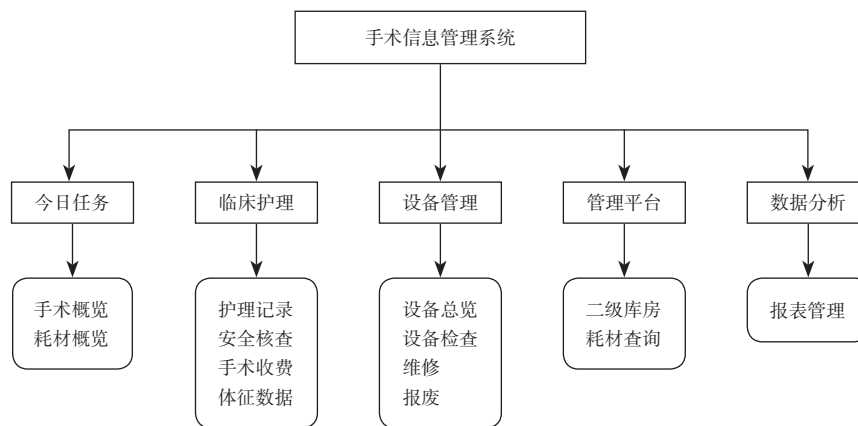 手术信息管理系统
今日任务
临床护理
设备管理
管理平台
数据分析
手术概览
耗材概览
护理记录
安全核查
手术收费
体征数据
设备总览
设备检查
维修
报废
二级库房
耗材查询
报表管理